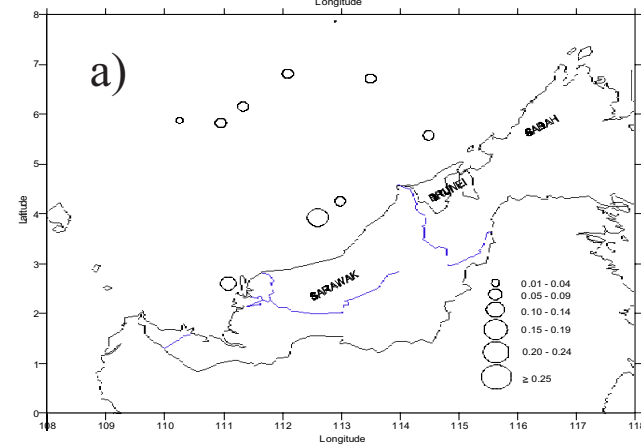 Longitude
a)
8
7
6
5
4
3
2
1
0
Latitude
SABAH
BRUNEI
SARAWAK
0.01 - 0.04
0.05 - 0.09
0.10 - 0.14
0.15 - 0.19
0.20 - 0.24
≥ 0.25
108 109 110 111 112 113 114 115 116 117 11
Longitude